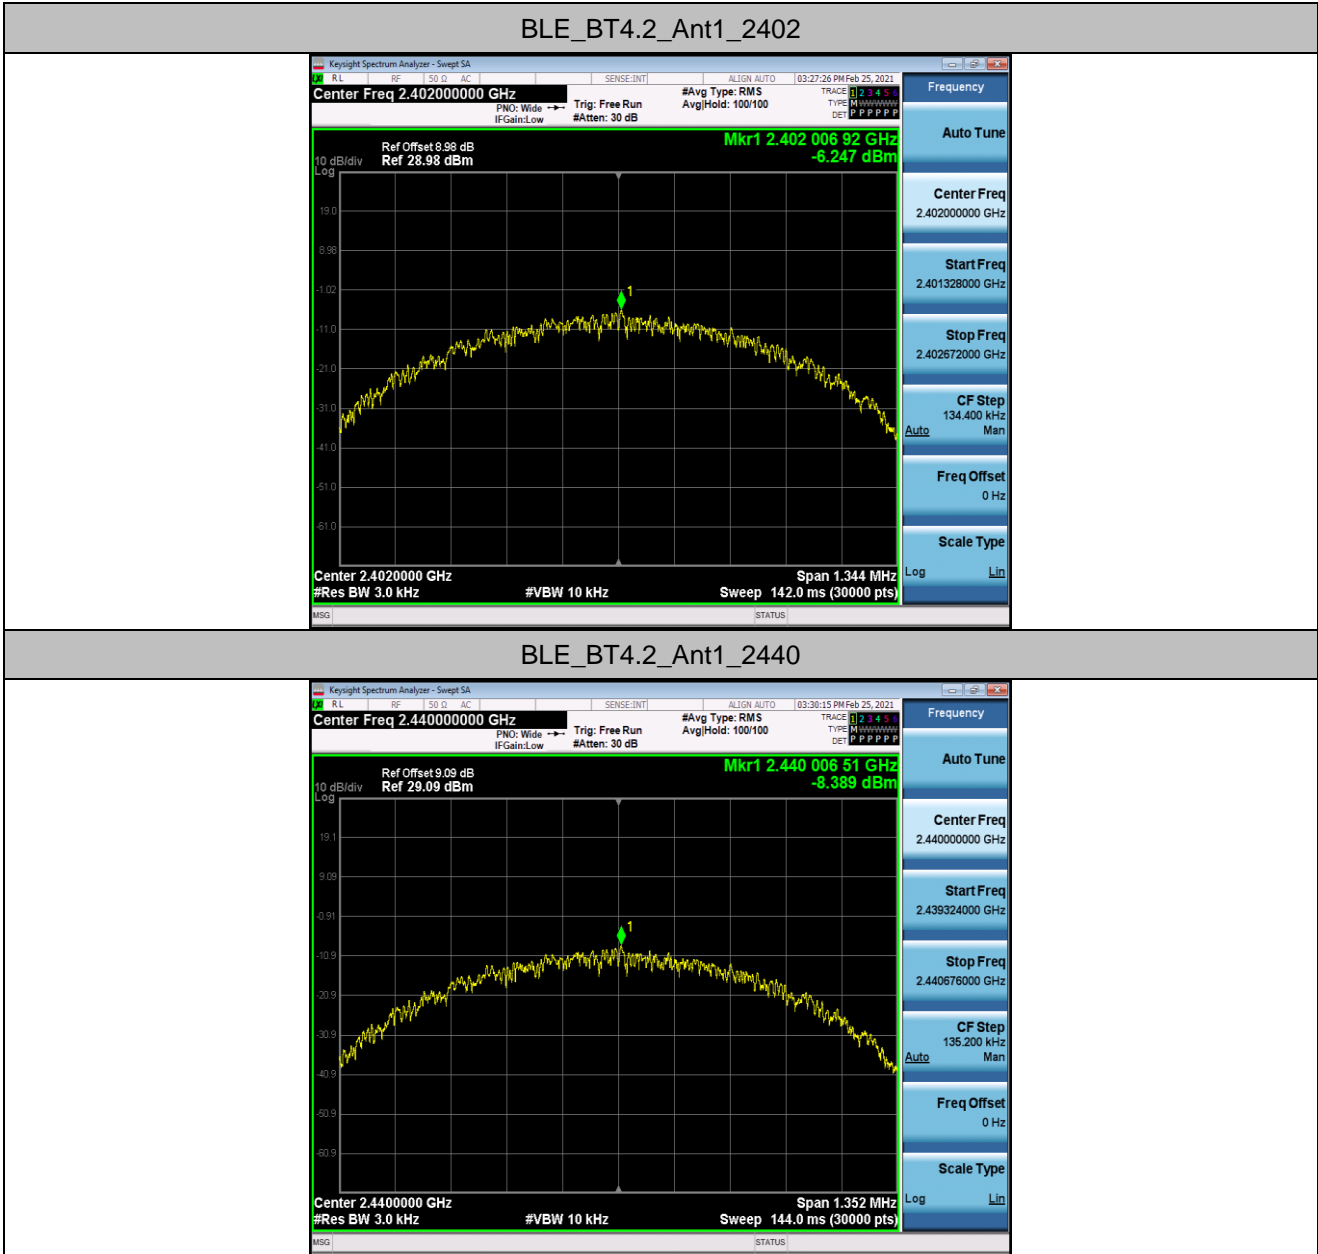 BLE_BT4.2_Ant1_2402
Keysight Spectrum Analyzer - Swept SA
RL RF 50 Ω AC SENSE:INT ALIGN AUTO 03:27:26 PM Feb 25, 2021
Center Freq 2.402000000 GHz
PNO: Wide
IFGain:Low
Trig: Free Run
#Atten: 30 dB
#Avg Type: RMS
Avg|Hold: 100/100
TRACE 1 2 3 4 5 6
TYPE M
DET P P P P P P
Ref Offset 8.98 dB
10 dB/div Ref 28.98 dBm
Log
Mkr1 2.402 006 92 GHz
-6.247 dBm
19.0
8.98
-1.02
-11.0
-21.0
-31.0
-41.0
-51.0
-61.0
1
Center 2.4020000 GHz Span 1.344 MHz
#Res BW 3.0 kHz #VBW 10 kHz Sweep 142.0 ms (30000 pts)
MSG STATUS
Frequency
Auto Tune
Center Freq
2.402000000 GHz
Start Freq
2.401328000 GHz
Stop Freq
2.402672000 GHz
CF Step
134.400 kHz
Auto Man
Freq Offset
0 Hz
Scale Type
Log Lin
BLE_BT4.2_Ant1_2440
Keysight Spectrum Analyzer - Swept SA
RL RF 50 Ω AC SENSE:INT ALIGN AUTO 03:30:15 PM Feb 25, 2021
Center Freq 2.440000000 GHz
PNO: Wide
IFGain:Low
Trig: Free Run
#Atten: 30 dB
#Avg Type: RMS
Avg|Hold: 100/100
TRACE 1 2 3 4 5 6
TYPE M
DET P P P P P P
Ref Offset 9.09 dB
10 dB/div Ref 29.09 dBm
Log
Mkr1 2.440 006 51 GHz
-8.389 dBm
19.1
9.09
-0.91
-10.9
-20.9
-30.9
-40.9
-50.9
-60.9
1
Center 2.4400000 GHz Span 1.352 MHz
#Res BW 3.0 kHz #VBW 10 kHz Sweep 144.0 ms (30000 pts)
MSG STATUS
Frequency
Auto Tune
Center Freq
2.440000000 GHz
Start Freq
2.439324000 GHz
Stop Freq
2.440676000 GHz
CF Step
135.200 kHz
Auto Man
Freq Offset
0 Hz
Scale Type
Log Lin